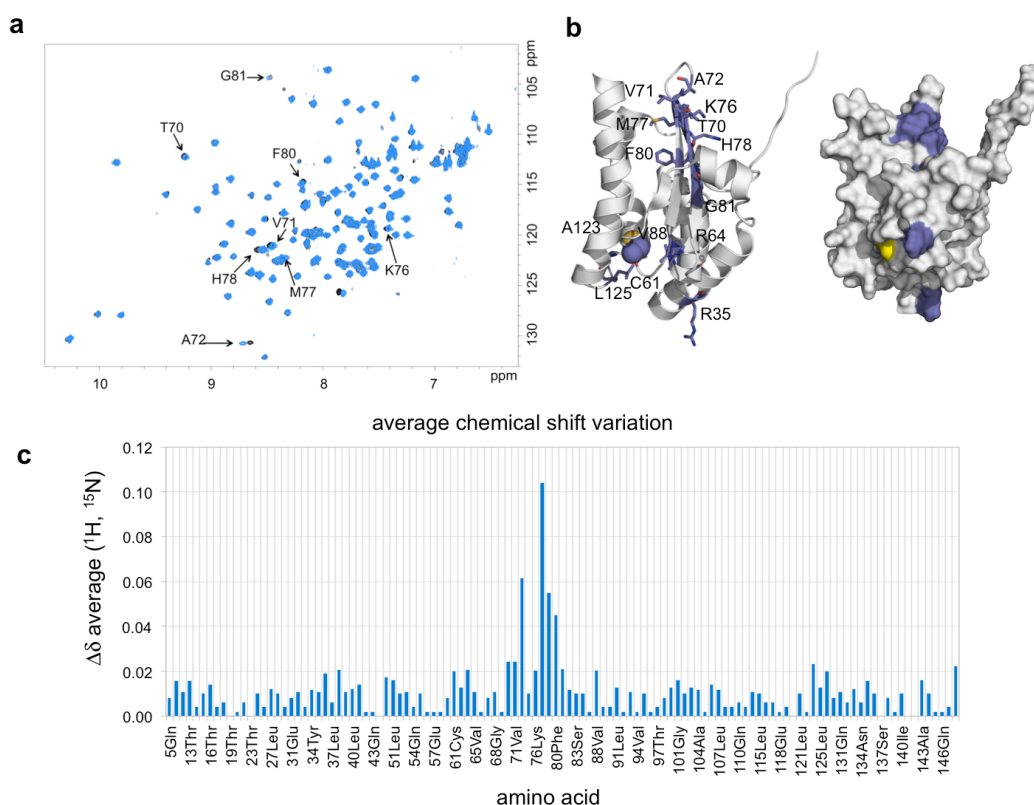 a
b
ppm
105
110
115
120
125
130
G81
T70
F80
V71
H78
M77
K76
A72
10
9
8
7
ppm
V71
A72
K76
M77
T70
H78
F80
G81
A123
V88
R64
L125
C61
R35
average chemical shift variation
c
0.12
0.10
0.08
0.06
0.04
0.02
0.00
Δδ average (¹H, ¹⁵N)
5Gln
13Thr
16Thr
19Thr
23Thr
27Leu
31Glu
34Tyr
37Leu
40Leu
43Gln
51Leu
54Gln
57Glu
61Cys
65Val
68Gly
71Val
76Lys
80Phe
83Ser
88Val
91Leu
94Val
97Thr
101Gly
104Ala
107Leu
110Gln
115Leu
118Glu
121Leu
125Leu
131Gln
134Asn
137Ser
140Ile
143Ala
146Gln
amino acid